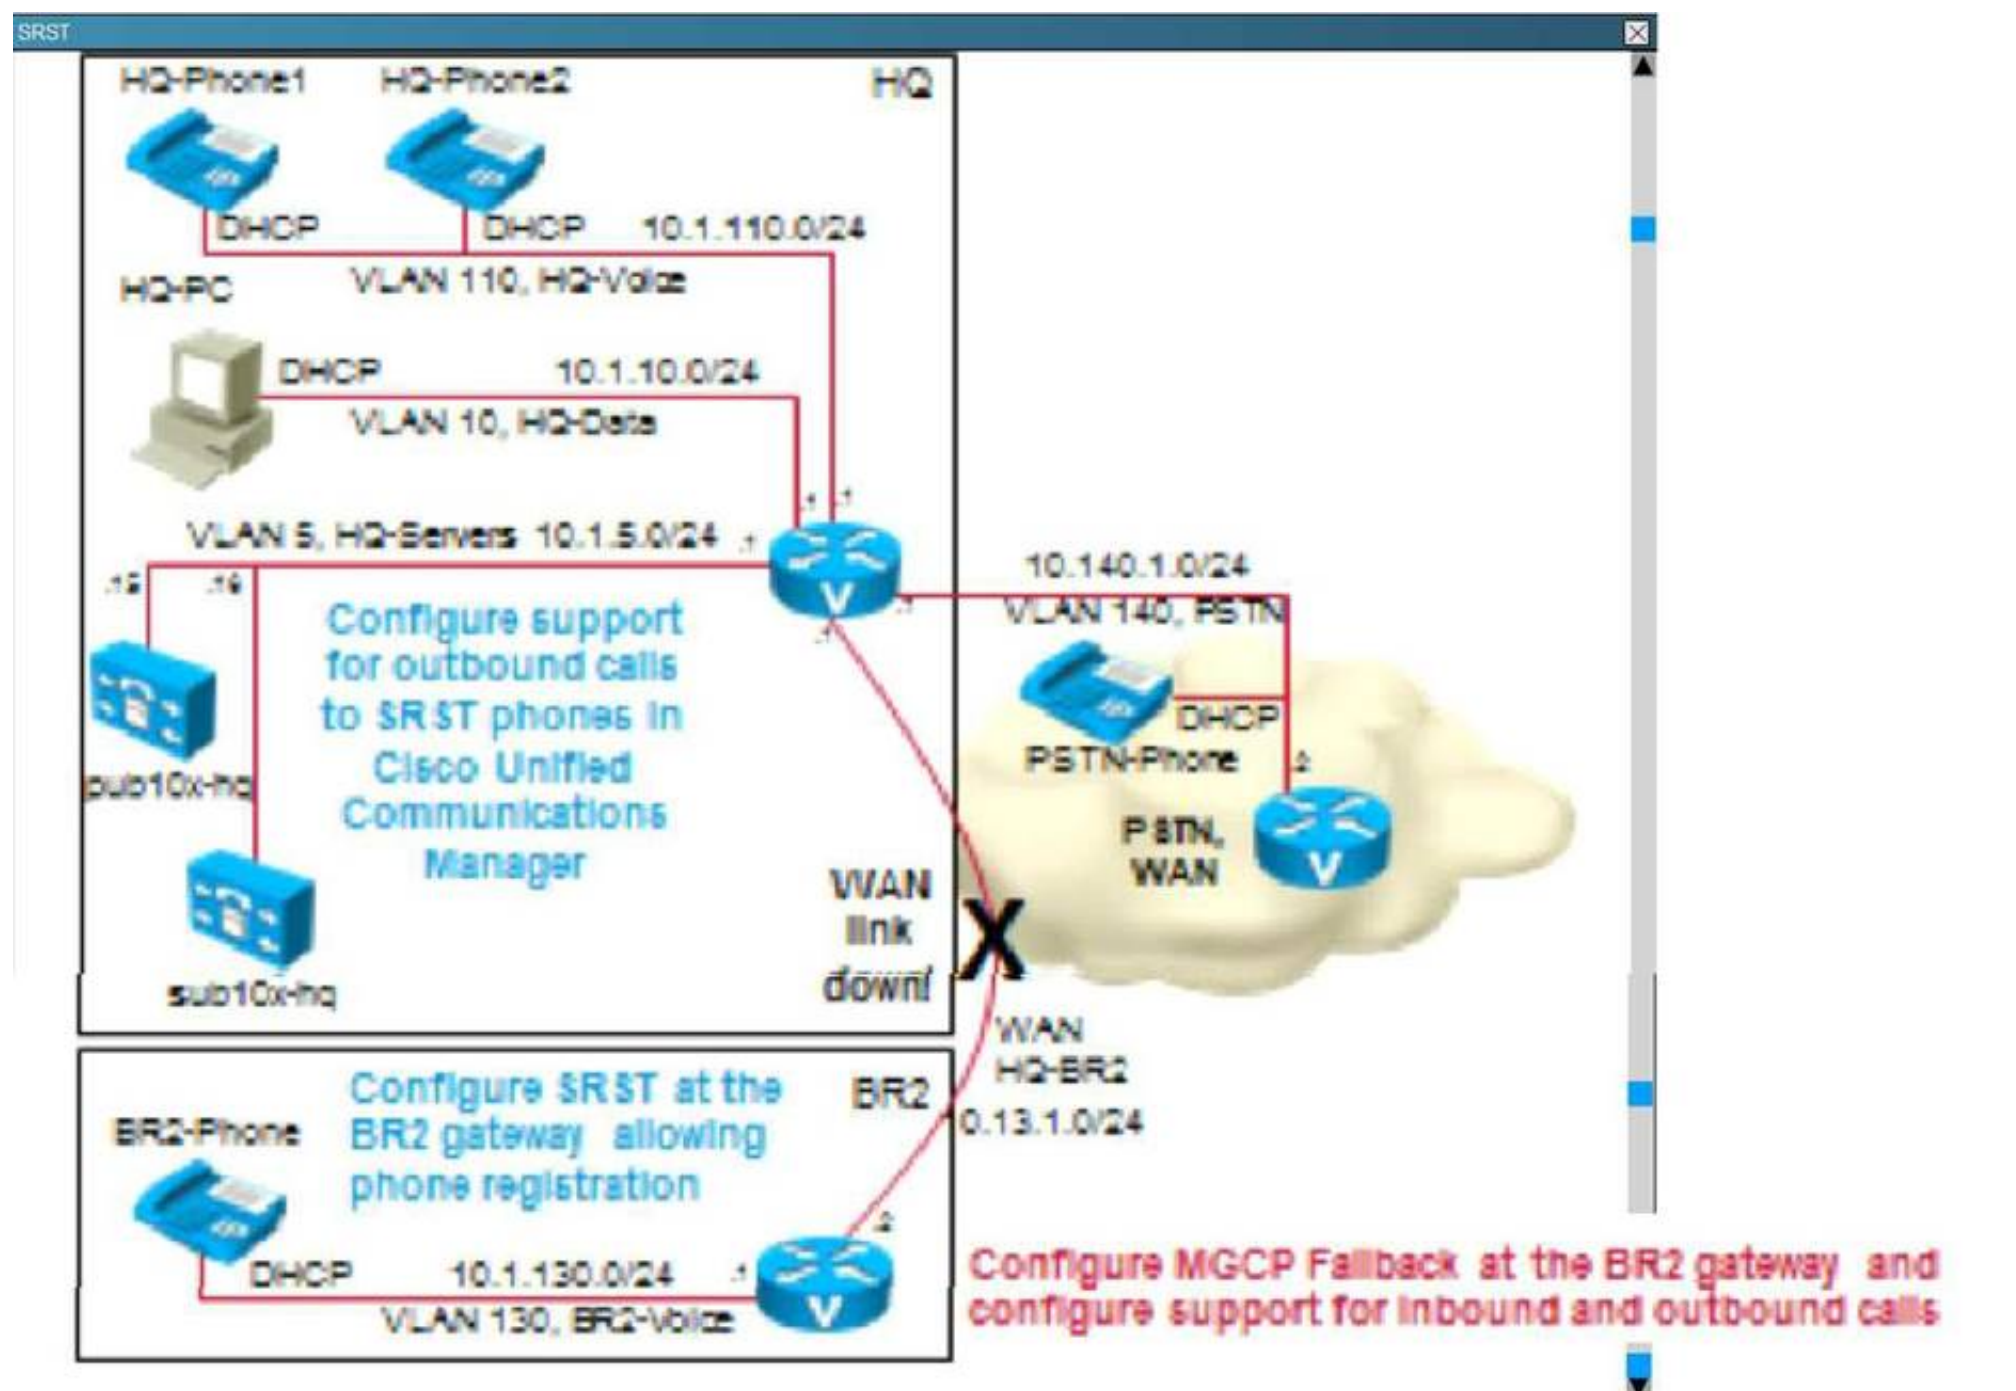 SRST
HQ-Phone1
HQ-Phone2
HQ
DHCP
DHCP
10.1.110.0/24
VLAN 110, HQ-Voice
HQ-PC
DHCP
10.1.10.0/24
VLAN 10, HQ-Data
.1
.1
VLAN 5, HQ-Servers 10.1.5.0/24
.1
.15
.16
10.140.1.0/24
.1
VLAN 140, PSTN
.1
Configure support
for outbound calls
to SRST phones in
Cisco Unified
Communications
Manager
DHCP
PSTN-Phone
.2
pub10x-hq
PSTN,
WAN
V
V
WAN
link
down!
X
sub10x-hq
WAN
HQ-BR2
0.13.1.0/24
Configure SRST at the
BR2 gateway allowing
phone registration
BR2
BR2-Phone
.2
DHCP
10.1.130.0/24
.1
VLAN 130, BR2-Voice
V
Configure MGCP Fallback at the BR2 gateway and
configure support for inbound and outbound calls